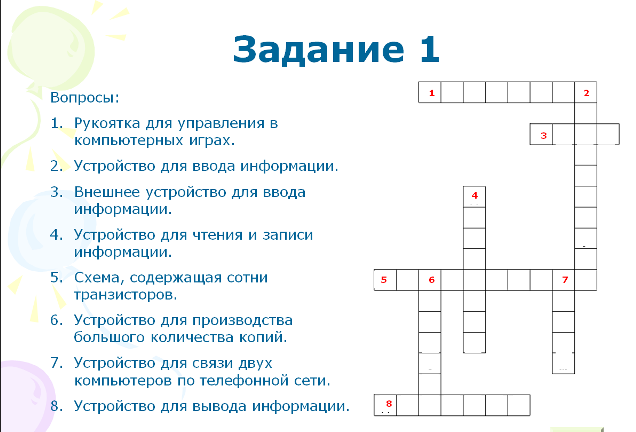 Задание 1
Вопросы:
1. Рукоятка для управления в
компьютерных играх.
2. Устройство для ввода информации.
3. Внешнее устройство для ввода
информации.
4. Устройство для чтения и записи
информации.
5. Схема, содержащая сотни
транзисторов.
6. Устройство для производства
большого количества копий.
7. Устройство для связи двух
компьютеров по телефонной сети.
8. Устройство для вывода информации.
1 2
3
4
5 6 7
8